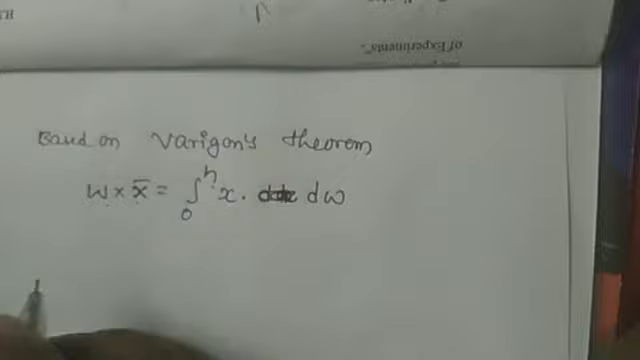 of Experiments".
Based on Varigon's theorem
W × x̄ = ∫₀ʰ x. dw